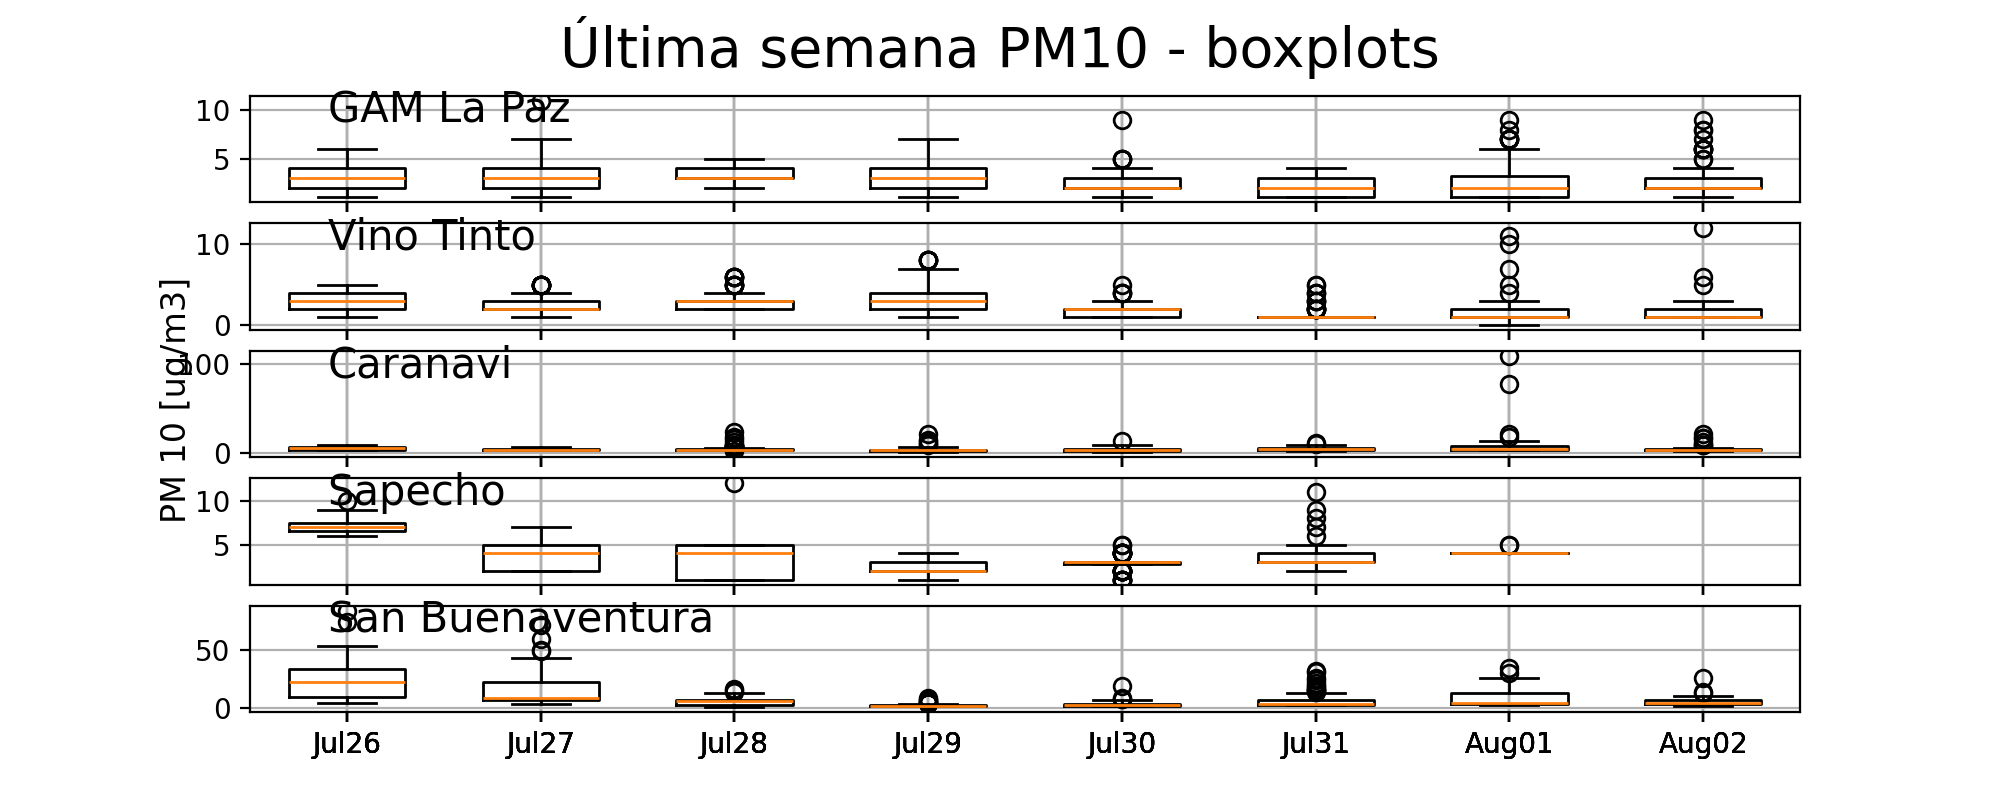 Última semana PM10 - boxplots
PM 10 [ug/m3]
GAM La Paz
10
5
Vino Tinto
10
0
Caranavi
100
0
Sapecho
10
5
San Buenaventura
50
0
Jul26 Jul27 Jul28 Jul29 Jul30 Jul31 Aug01 Aug02